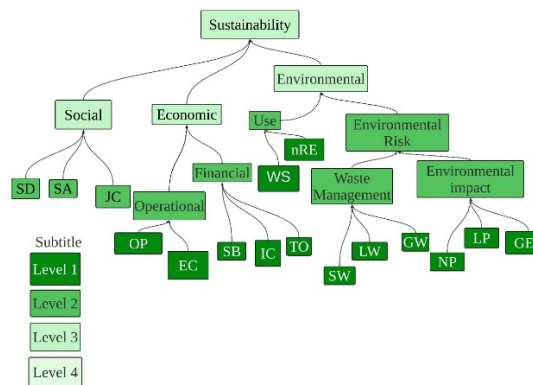 Sustainability
Environmental
Social
Economic
Use
Environmental
Risk
nRE
WS
SD
SA
JC
Financial
Waste
Management
Environmental
impact
Operational
OP
EC
SB
IC
TO
SW
LW
GW
NP
LP
GE
Subtitle
Level 1
Level 2
Level 3
Level 4